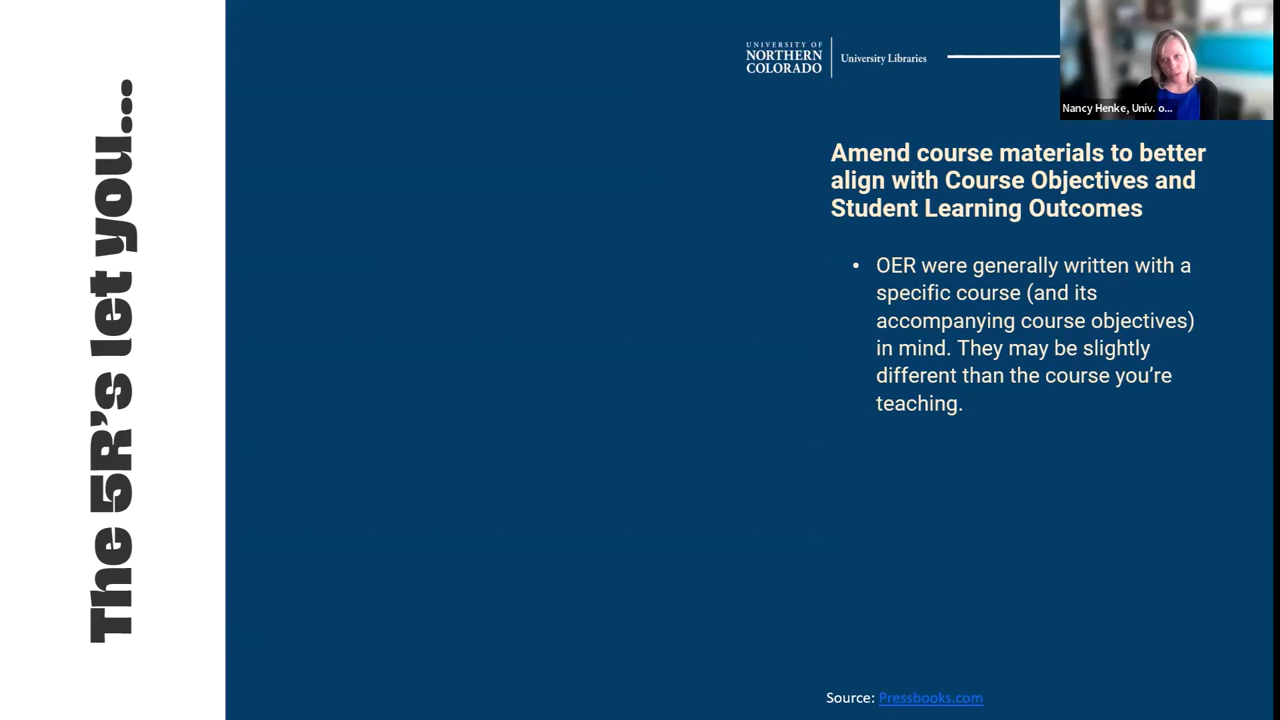 The 5R's let you...
UNIVERSITY OF
NORTHERN
COLORADO
University Libraries
Nancy Henke, Univ. o...
Amend course materials to better
align with Course Objectives and
Student Learning Outcomes
• OER were generally written with a
specific course (and its
accompanying course objectives)
in mind. They may be slightly
different than the course you’re
teaching.
Source: Pressbooks.com